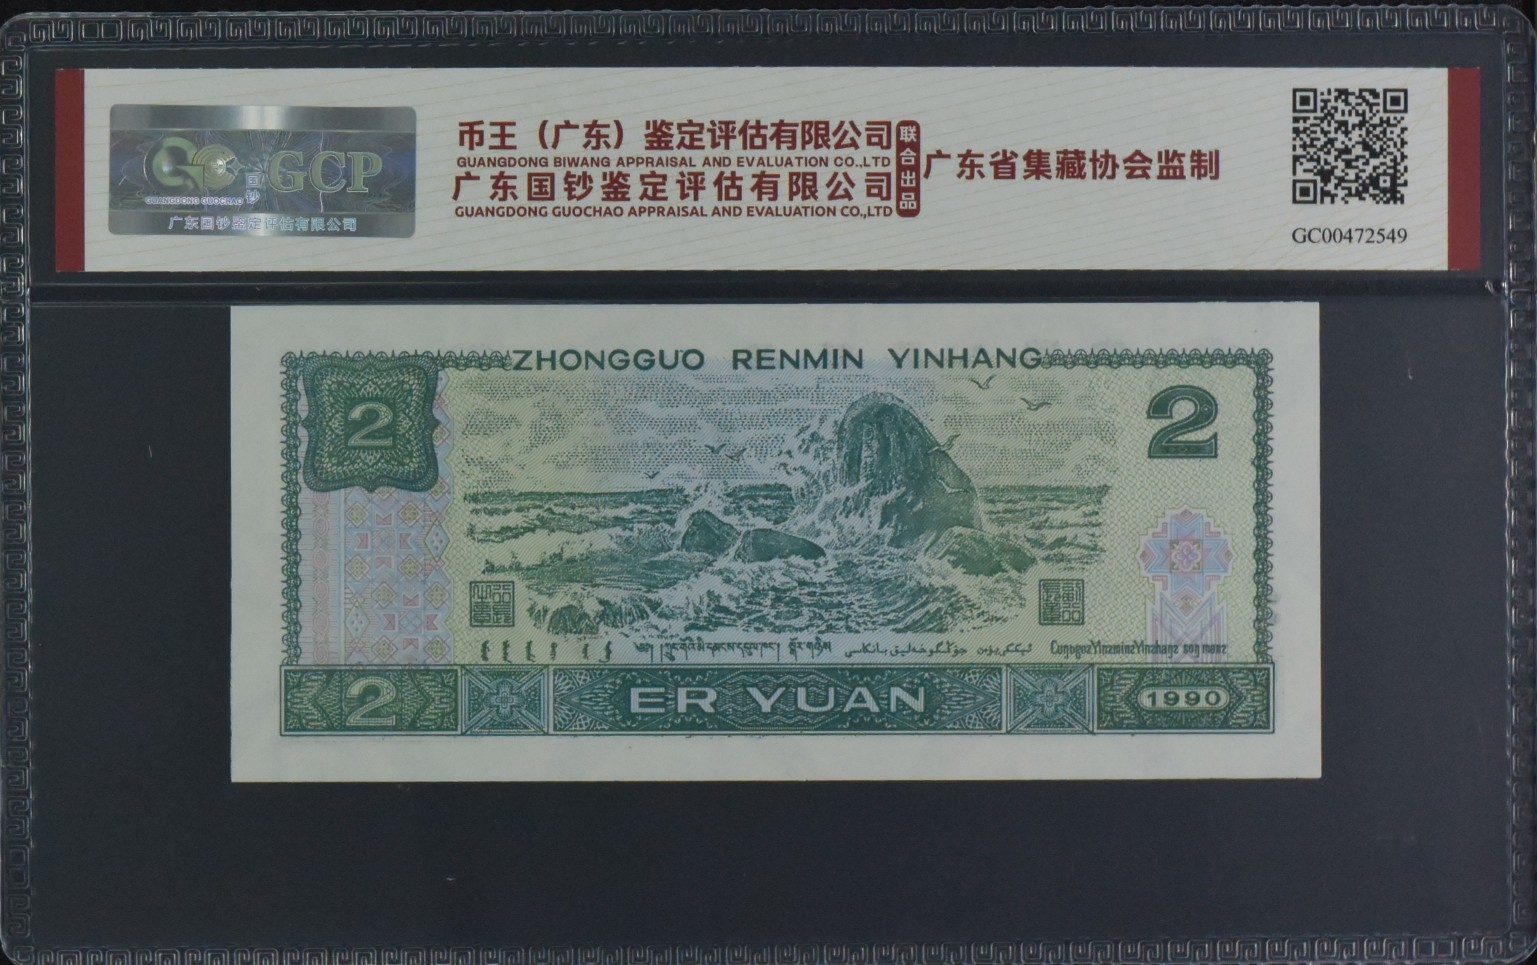 GCP
国钞
GUANGDONG GUOCHAO
广东国钞鉴定评估有限公司
币王（广东）鉴定评估有限公司
GUANGDONG BIWANG APPRAISAL AND EVALUATION CO.,LTD
广东国钞鉴定评估有限公司
GUANGDONG GUOCHAO APPRAISAL AND EVALUATION CO.,LTD
联合出品
广东省集藏协会监制
GC00472549
ZHONGGUO RENMIN YINHANG
2
2
2
ER YUAN
1990